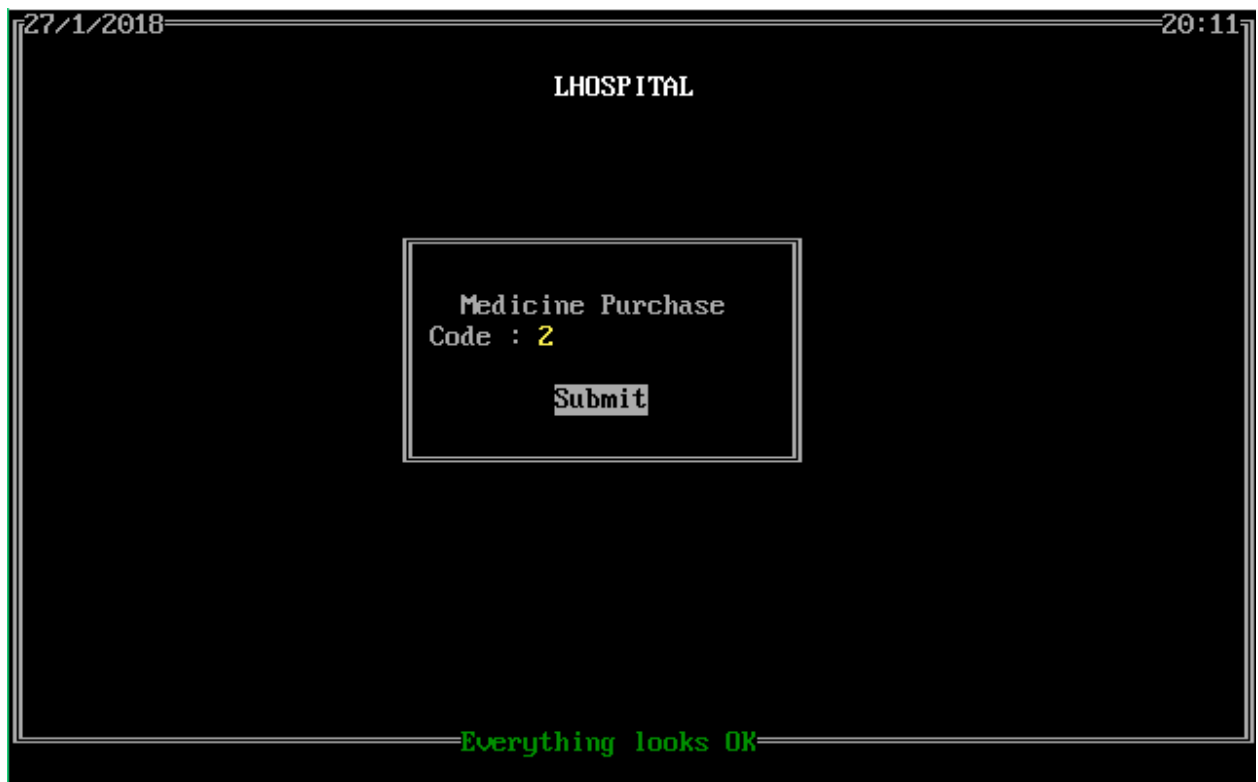 27/1/2018 20:11
LHOSPITAL
Medicine Purchase
Code : 2
Submit
Everything looks OK